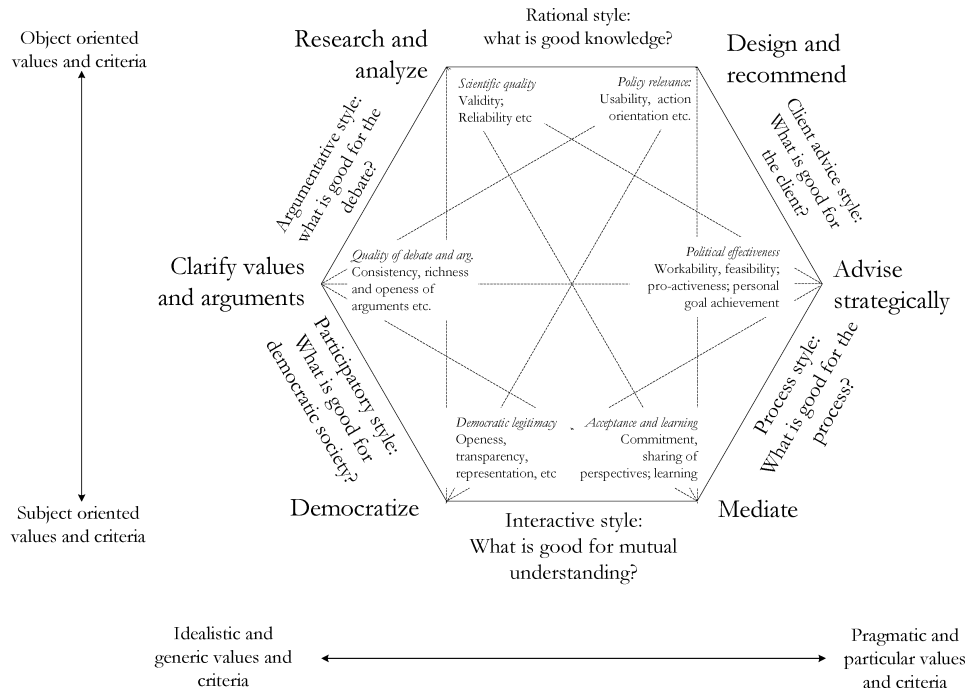 Rational style:
what is good knowledge?
Object oriented
values and criteria
Research and
analyze
Design and
recommend
Scientific quality
Validity;
Reliability etc
Policy relevance:
Usability, action
orientation etc.
Argumentative style:
what is good for the
debate?
Client advice style:
What is good for
the client?
Clarify values
and arguments
Quality of debate and arg.
Consistency, richness
and openess of
arguments etc.
Political effectiveness
Workability, feasibility;
pro-activeness; personal
goal achievement
Advise
strategically
Participatory style:
What is good for
democratic society?
Process style:
What is good for the
process?
Democratic legitimacy
Openess,
transparency,
representation, etc
Acceptance and learning
Commitment,
sharing of
perspectives; learning
Subject oriented
values and criteria
Democratize
Mediate
Interactive style:
What is good for mutual
understanding?
Idealistic and
generic values and
criteria
Pragmatic and
particular values
and criteria